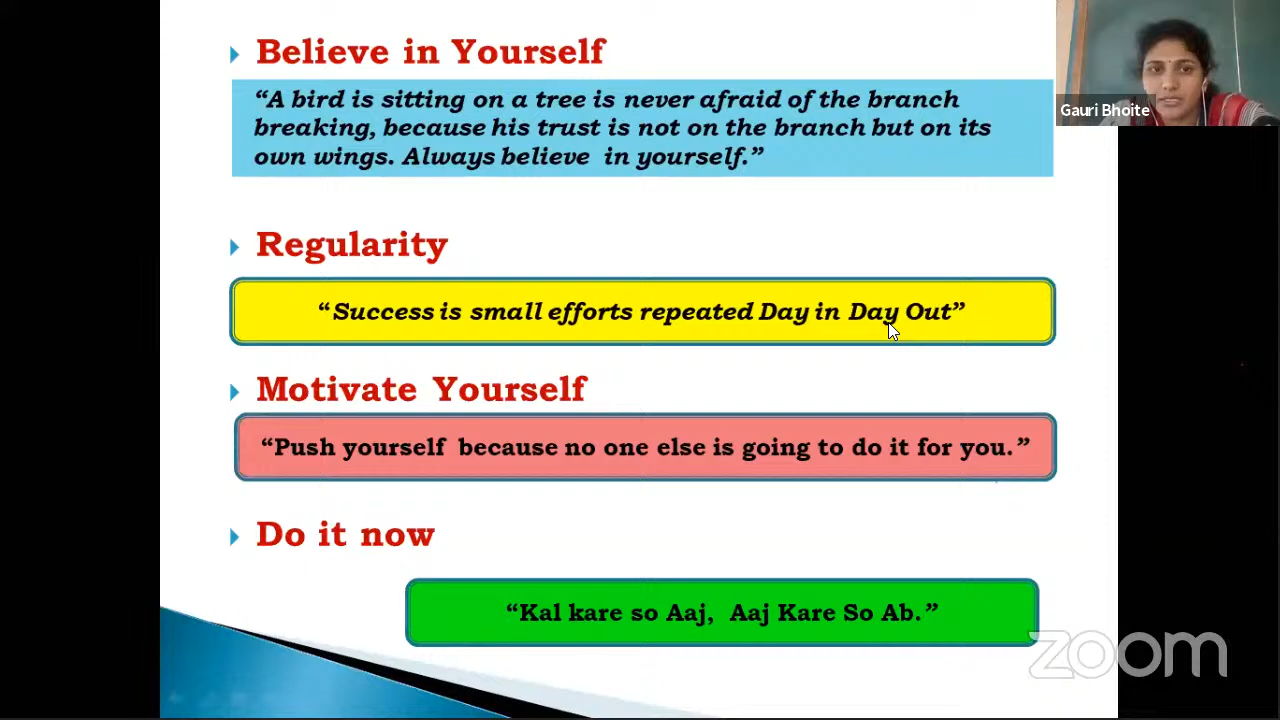 Believe in Yourself
“A bird is sitting on a tree is never afraid of the branch
breaking, because his trust is not on the branch but on its
own wings. Always believe in yourself.”
Gauri Bhoite
Regularity
“Success is small efforts repeated Day in Day Out”
Motivate Yourself
“Push yourself because no one else is going to do it for you.”
Do it now
“Kal kare so Aaj, Aaj Kare So Ab.”
zoom